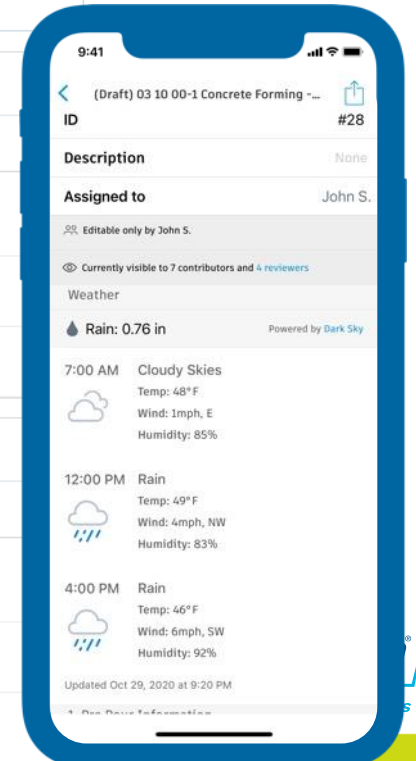 9:41
(Draft) 03 10 00-1 Concrete Forming -...
ID #28
Description None
Assigned to John S.
Editable only by John S.
Currently visible to 7 contributors and 4 reviewers
Weather
Rain: 0.76 in Powered by Dark Sky
7:00 AM Cloudy Skies
Temp: 48°F
Wind: 1mph, E
Humidity: 85%
12:00 PM Rain
Temp: 49°F
Wind: 4mph, NW
Humidity: 83%
4:00 PM Rain
Temp: 46°F
Wind: 6mph, SW
Humidity: 92%
Updated Oct 29, 2020 at 9:20 PM